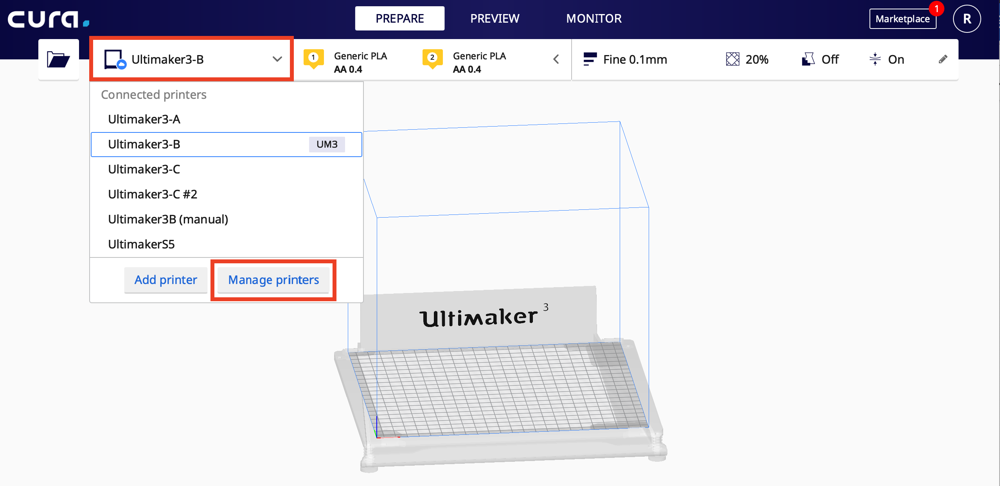 cura.
PREPARE
PREVIEW
MONITOR
Marketplace
1
R
Ultimaker3-B
1
Generic PLA
AA 0.4
2
Generic PLA
AA 0.4
Fine 0.1mm
20%
Off
On
Connected printers
Ultimaker3-A
Ultimaker3-B UM3
Ultimaker3-C
Ultimaker3-C #2
Ultimaker3B (manual)
UltimakerS5
Add printer
Manage printers
Ultimaker 3